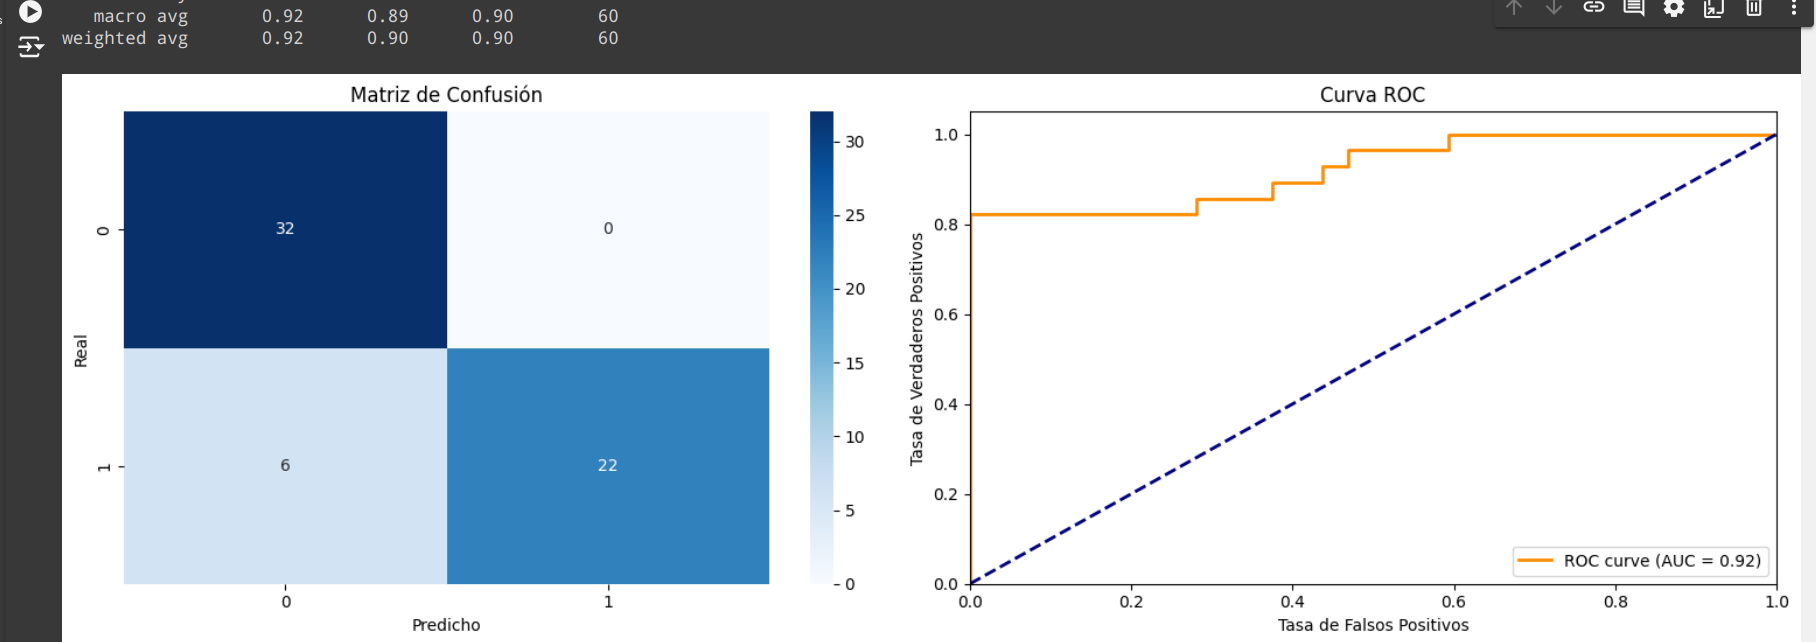 macro avg 0.92 0.89 0.90 60
weighted avg 0.92 0.90 0.90 60
Matriz de Confusión
32 0
6 22
0
1
Real
0 1
Predicho
30
25
20
15
10
5
0
Curva ROC
1.0
0.8
0.6
0.4
0.2
0.0
Tasa de Verdaderos Positivos
ROC curve (AUC = 0.92)
0.0 0.2 0.4 0.6 0.8 1.0
Tasa de Falsos Positivos